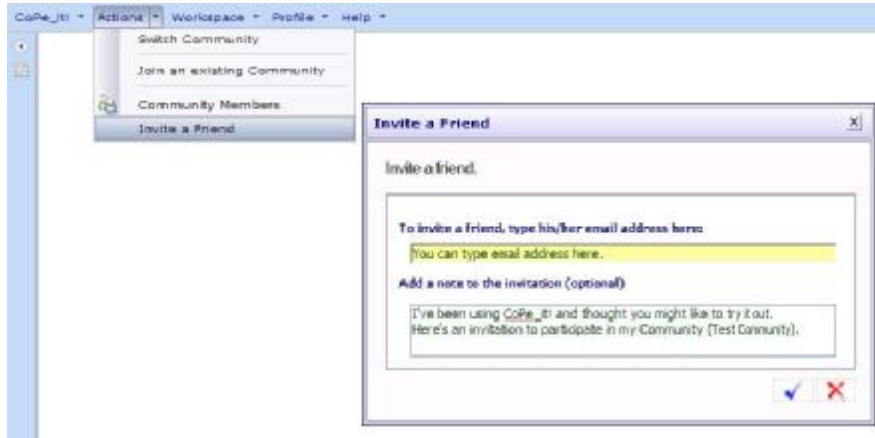 CoPe_it! Actions Workspace Profile Help
Switch Community
Join an existing Community
Community Members
Invite a Friend
Invite a Friend X
Invite a friend.
To invite a friend, type his/her email address here:
You can type email address here.
Add a note to the invitation (optional)
I've been using CoPe_it! and thought you might like to try it out.
Here's an invitation to participate in my Community (Test Community).